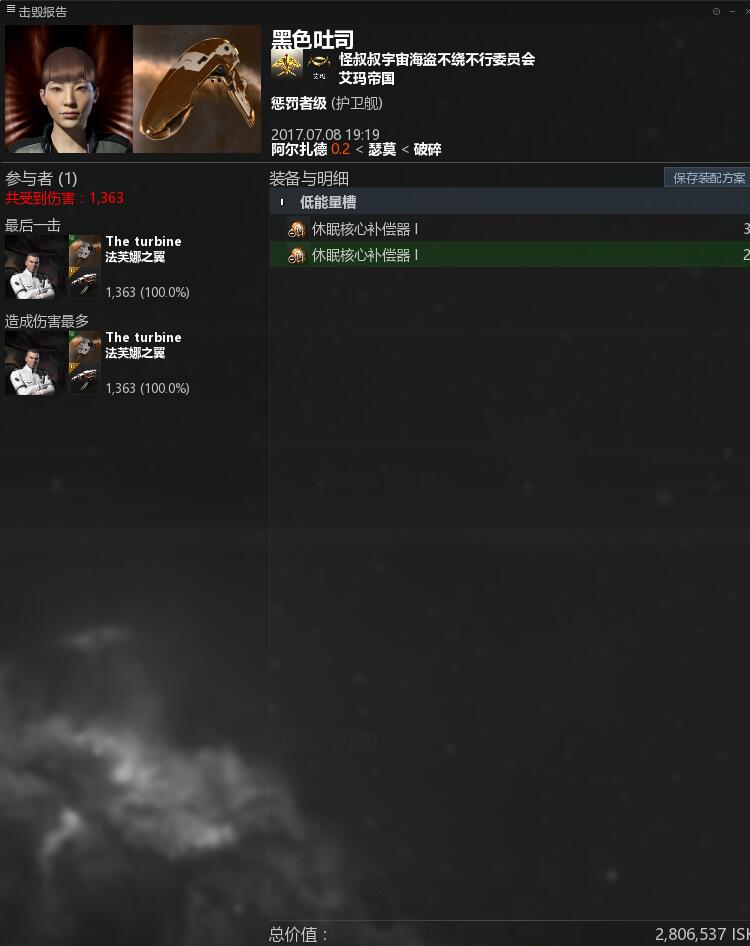 击毁报告
黑色吐司
怪叔叔宇宙海盗不绕不行委员会
艾玛
艾玛帝国
惩罚者级 (护卫舰)
2017.07.08 19:19
阿尔扎德 0.2 < 瑟莫 < 破碎
参与者 (1)
共受到伤害：1,363
最后一击
The turbine
法芙娜之翼
1,363 (100.0%)
造成伤害最多
The turbine
法芙娜之翼
1,363 (100.0%)
装备与明细
保存装配方案
低能量槽
休眠核心补偿器 I 3
休眠核心补偿器 I 2
总价值： 2,806,537 ISK